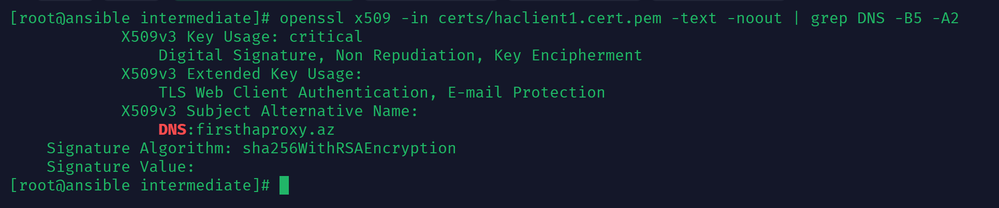 [root@ansible intermediate]# openssl x509 -in certs/haclient1.cert.pem -text -noout | grep DNS -B5 -A2
X509v3 Key Usage: critical
Digital Signature, Non Repudiation, Key Encipherment
X509v3 Extended Key Usage:
TLS Web Client Authentication, E-mail Protection
X509v3 Subject Alternative Name:
DNS:firsthaproxy.az
Signature Algorithm: sha256WithRSAEncryption
Signature Value:
[root@ansible intermediate]#